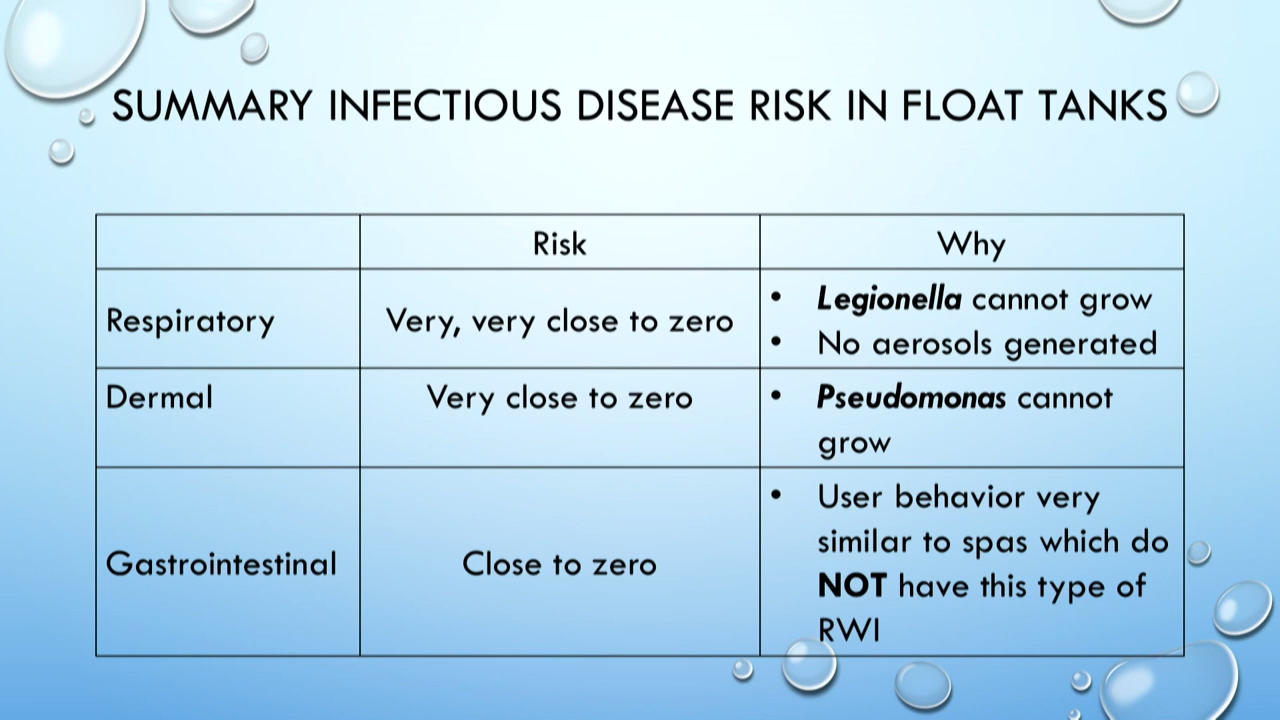 SUMMARY INFECTIOUS DISEASE RISK IN FLOAT TANKS
Risk
Why
Respiratory
Very, very close to zero
• Legionella cannot grow
• No aerosols generated
Dermal
Very close to zero
• Pseudomonas cannot
grow
Gastrointestinal
Close to zero
• User behavior very
similar to spas which do
NOT have this type of
RWI